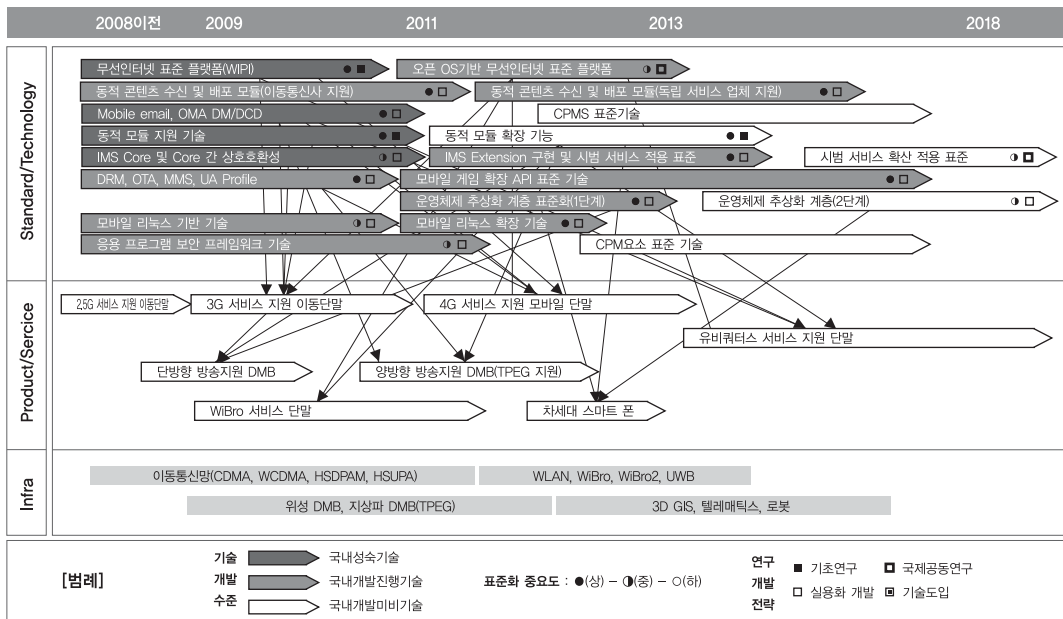 2008이전 2009 2011 2013 2018
Standard/Technology
무선인터넷 표준 플랫폼(WIPI) ●■ 오픈 OS기반 무선인터넷 표준 플랫폼
동적 콘텐츠 수신 및 배포 모듈(이동통신사 지원) ●□ 동적 콘텐츠 수신 및 배포 모듈(독립 서비스 업체 지원) ●□
Mobile email, OMA DM/DCD ●□ CPMS 표준기술
동적 모듈 지원 기술 ●■ 동적 모듈 확장 기능 ●■
IMS Core 및 Core 간 상호호환성 ◑□ IMS Extension 구현 및 시범 서비스 적용 표준 ●□ 시범 서비스 확산 적용 표준
DRM, OTA, MMS, UA Profile ●□ 모바일 게임 확장 API 표준 기술 ●□
운영체제 추상화 계층 표준화(1단계) ●□ 운영체제 추상화 계층(2단계) ◑□
모바일 리눅스 기반 기술 ◑□ 모바일 리눅스 확장 기술 ●□
응용 프로그램 보안 프레임워크 기술 ◑□ CPM요소 표준 기술
Product/Sercice
2.5G 서비스 지원 이동단말 3G 서비스 지원 이동단말 4G 서비스 지원 모바일 단말
유비쿼터스 서비스 지원 단말
단방향 방송지원 DMB 양방향 방송지원 DMB(TPEG 지원)
WiBro 서비스 단말 차세대 스마트 폰
Infra
이동통신망(CDMA, WCDMA, HSDPAM, HSUPA) WLAN, WiBro, WiBro2, UWB
위성 DMB, 지상파 DMB(TPEG) 3D GIS, 텔레매틱스, 로봇
[범례]
기술 국내성숙기술
개발 국내개발진행기술
수준 국내개발미비기술
표준화 중요도 : ●(상) – ◑(중) – ○(하)
연구 ■ 기초연구 국제공동연구
개발
전략 □ 실용화 개발 ▣ 기술도입